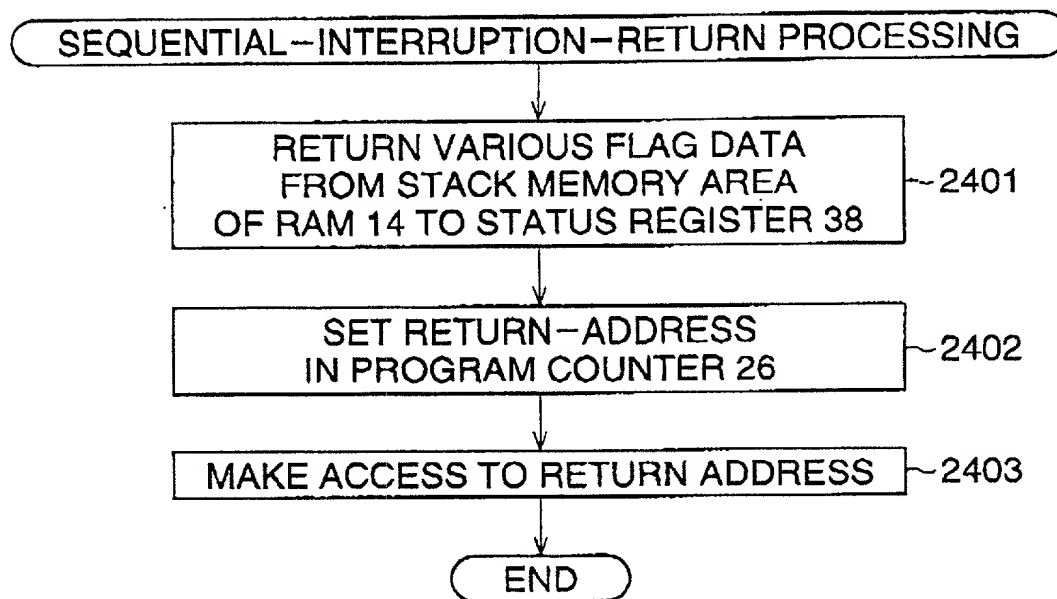 SEQUENTIAL-INTERRUPTION-RETURN PROCESSING
RETURN VARIOUS FLAG DATA
FROM STACK MEMORY AREA
OF RAM 14 TO STATUS REGISTER 38
2401
SET RETURN-ADDRESS
IN PROGRAM COUNTER 26
2402
MAKE ACCESS TO RETURN ADDRESS
2403
END